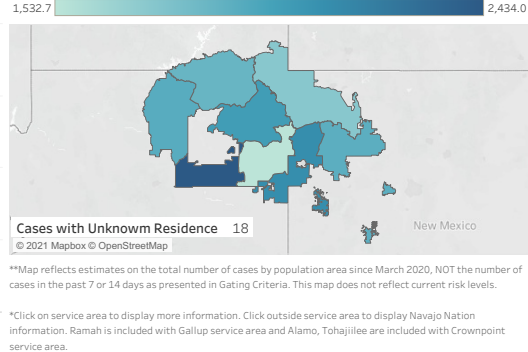 1,532.7 2,434.0
Cases with Unknowm Residence 18
New Mexico
© 2021 Mapbox © OpenStreetMap
**Map reflects estimates on the total number of cases by population area since March 2020, NOT the number of
cases in the past 7 or 14 days as presented in Gating Criteria. This map does not reflect current risk levels.
*Click on service area to display more information. Click outside service area to display Navajo Nation
information. Ramah is included with Gallup service area and Alamo, Tohajiilee are included with Crownpoint
service area.